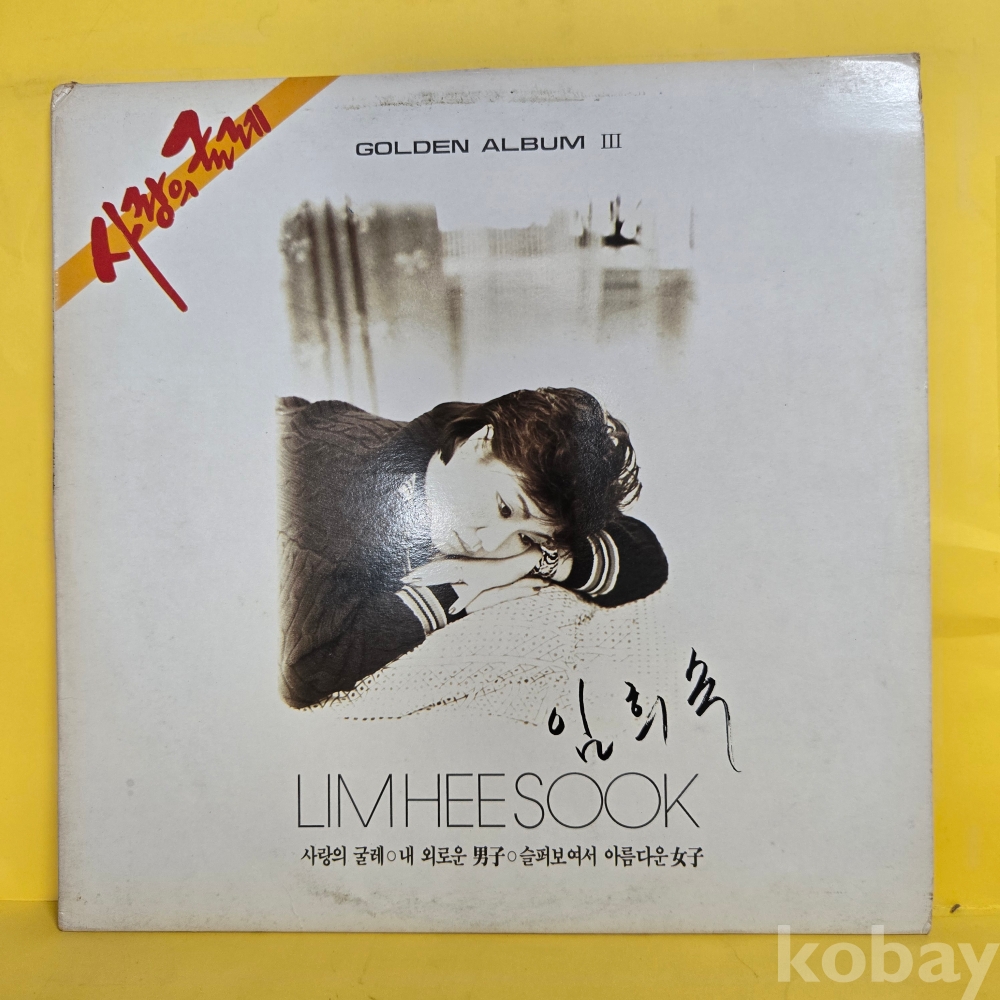 사랑의 굴레
GOLDEN ALBUM III
임희숙
LIM HEE SOOK
사랑의 굴레○내 외로운 男子○슬퍼보여서 아름다운 女子
kobay